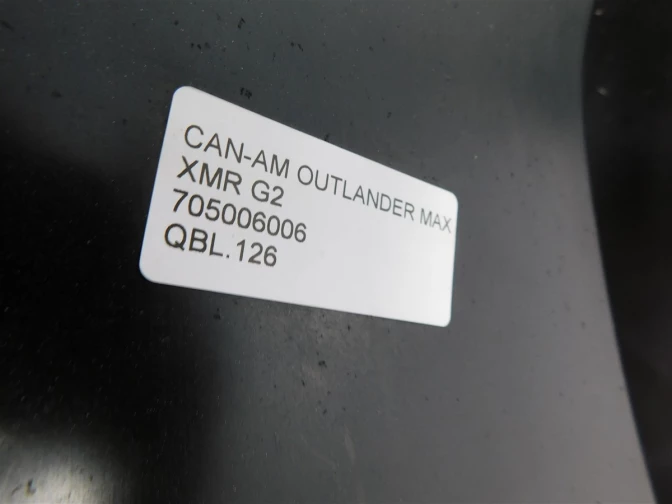 CAN-AM OUTLANDER MAX
XMR G2
705006006
QBL.126